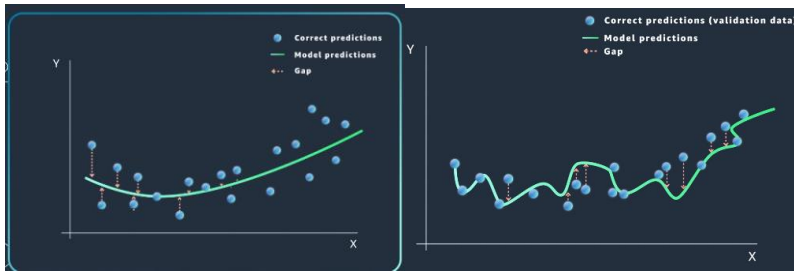 Correct predictions
Model predictions
Gap
Y
X
Correct predictions (validation data
Model predictions
Gap
Y
X